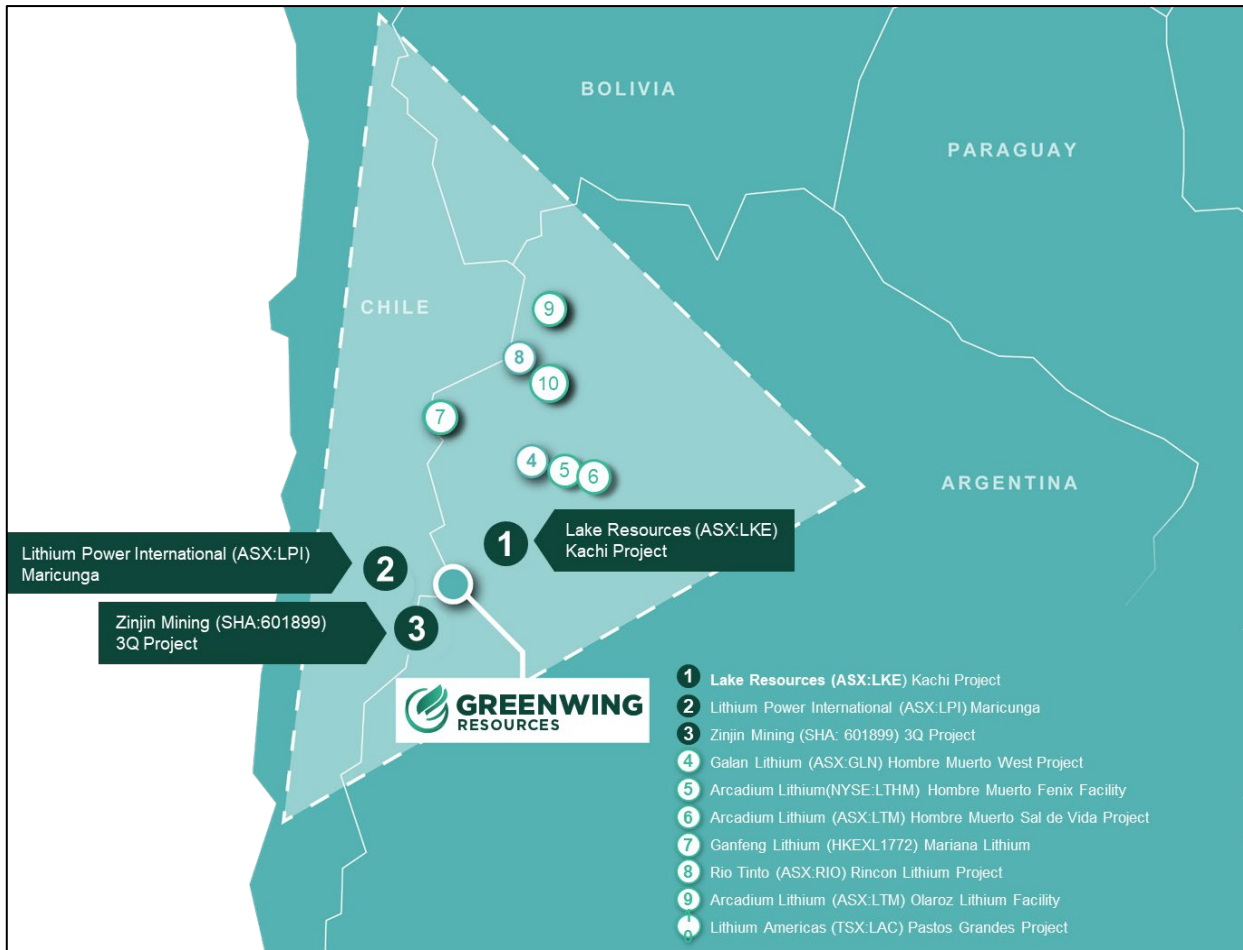 BOLIVIA
PARAGUAY
CHILE
9
8
10
7
4
5
6
ARGENTINA
1
Lake Resources (ASX:LKE)
Kachi Project
Lithium Power International (ASX:LPI)
Maricunga
2
Zinjin Mining (SHA:601899)
3Q Project
3
GREENWING
RESOURCES
1 Lake Resources (ASX:LKE) Kachi Project
2 Lithium Power International (ASX:LPI) Maricunga
3 Zinjin Mining (SHA: 601899) 3Q Project
4 Galan Lithium (ASX:GLN) Hombre Muerto West Project
5 Arcadium Lithium(NYSE:LTHM) Hombre Muerto Fenix Facility
6 Arcadium Lithium (ASX:LTM) Hombre Muerto Sal de Vida Project
7 Ganfeng Lithium (HKEXL1772) Mariana Lithium
8 Rio Tinto (ASX:RIO) Rincon Lithium Project
9 Arcadium Lithium (ASX:LTM) Olaroz Lithium Facility
10 Lithium Americas (TSX:LAC) Pastos Grandes Project